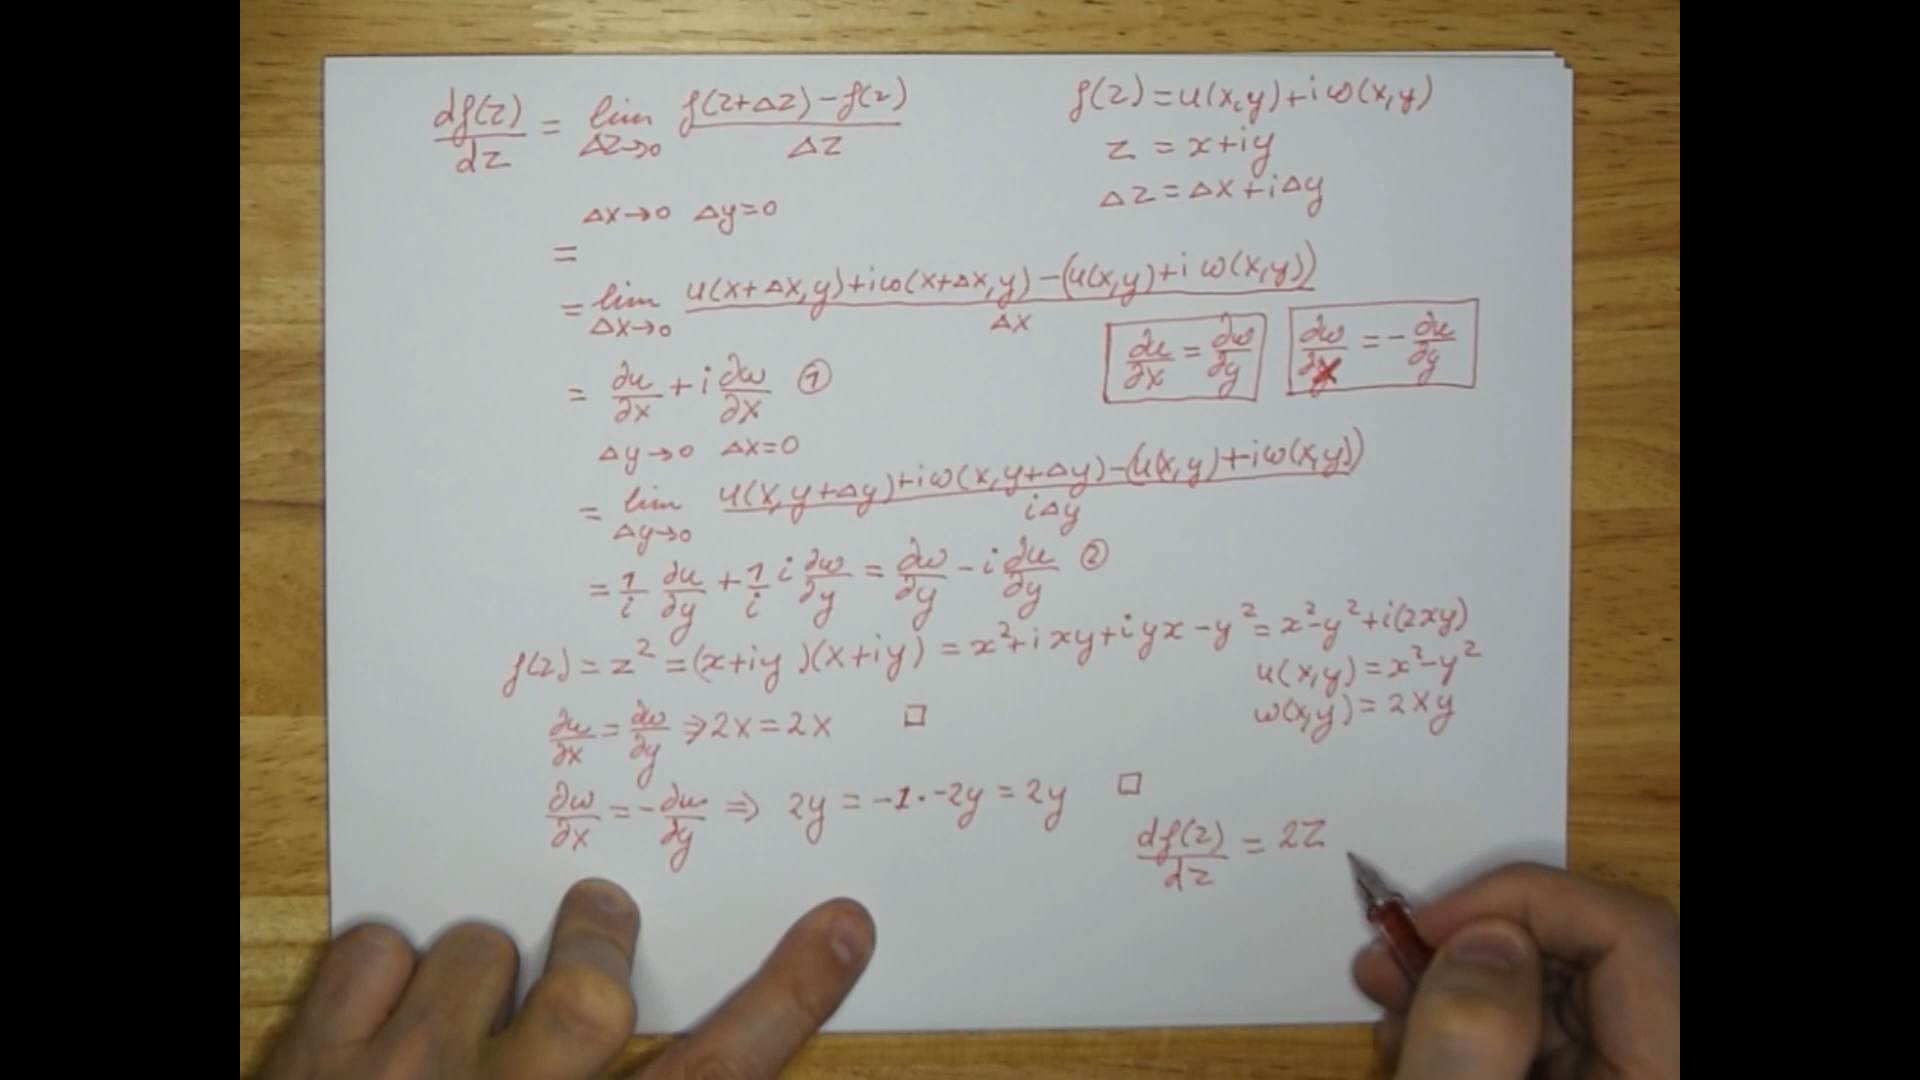 df(z)/dz = lim Δz→0 (f(z+Δz) − f(z))/Δz
f(z) = u(x,y) + iω(x,y)
z = x + iy
Δz = Δx + iΔy
Δx→0 Δy=0
=
= lim Δx→0 (u(x+Δx,y) + iω(x+Δx,y) − (u(x,y) + iω(x,y)))/Δx
∂u/∂x = ∂ω/∂y
∂ω/∂x = −∂u/∂y
= ∂u/∂x + i ∂ω/∂x ①
Δy→0 Δx=0
= lim Δy→0 (u(x,y+Δy) + iω(x,y+Δy) − (u(x,y) + iω(x,y)))/iΔy
= 1/i ∂u/∂y + 1/i i ∂ω/∂y = ∂ω/∂y − i ∂u/∂y ②
f(z) = z² = (x+iy)(x+iy) = x² + ixy + iyx − y² = x² − y² + i(2xy)
u(x,y) = x² − y²
ω(x,y) = 2xy
∂u/∂x = ∂ω/∂y ⇒ 2x = 2x □
∂ω/∂x = −∂u/∂y ⇒ 2y = −1·−2y = 2y □
df(z)/dz = 2z